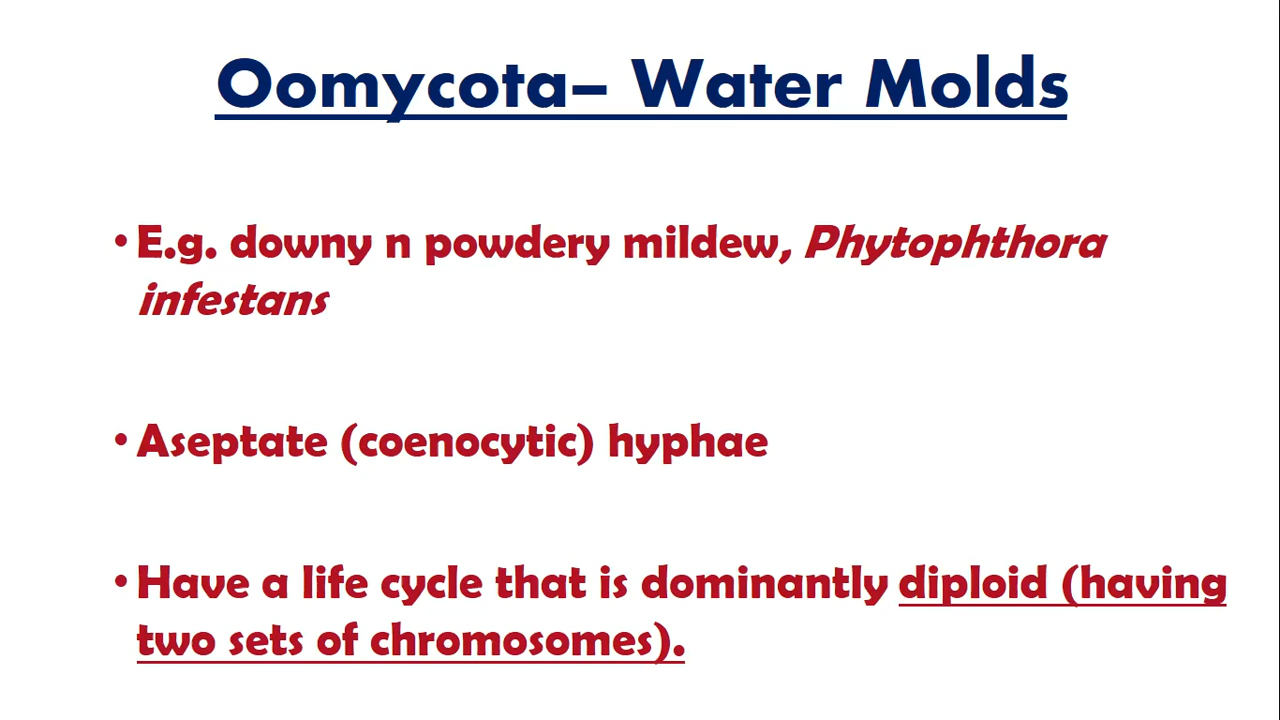 Oomycota– Water Molds
• E.g. downy n powdery mildew, Phytophthora
infestans
• Aseptate (coenocytic) hyphae
• Have a life cycle that is dominantly diploid (having
two sets of chromosomes).